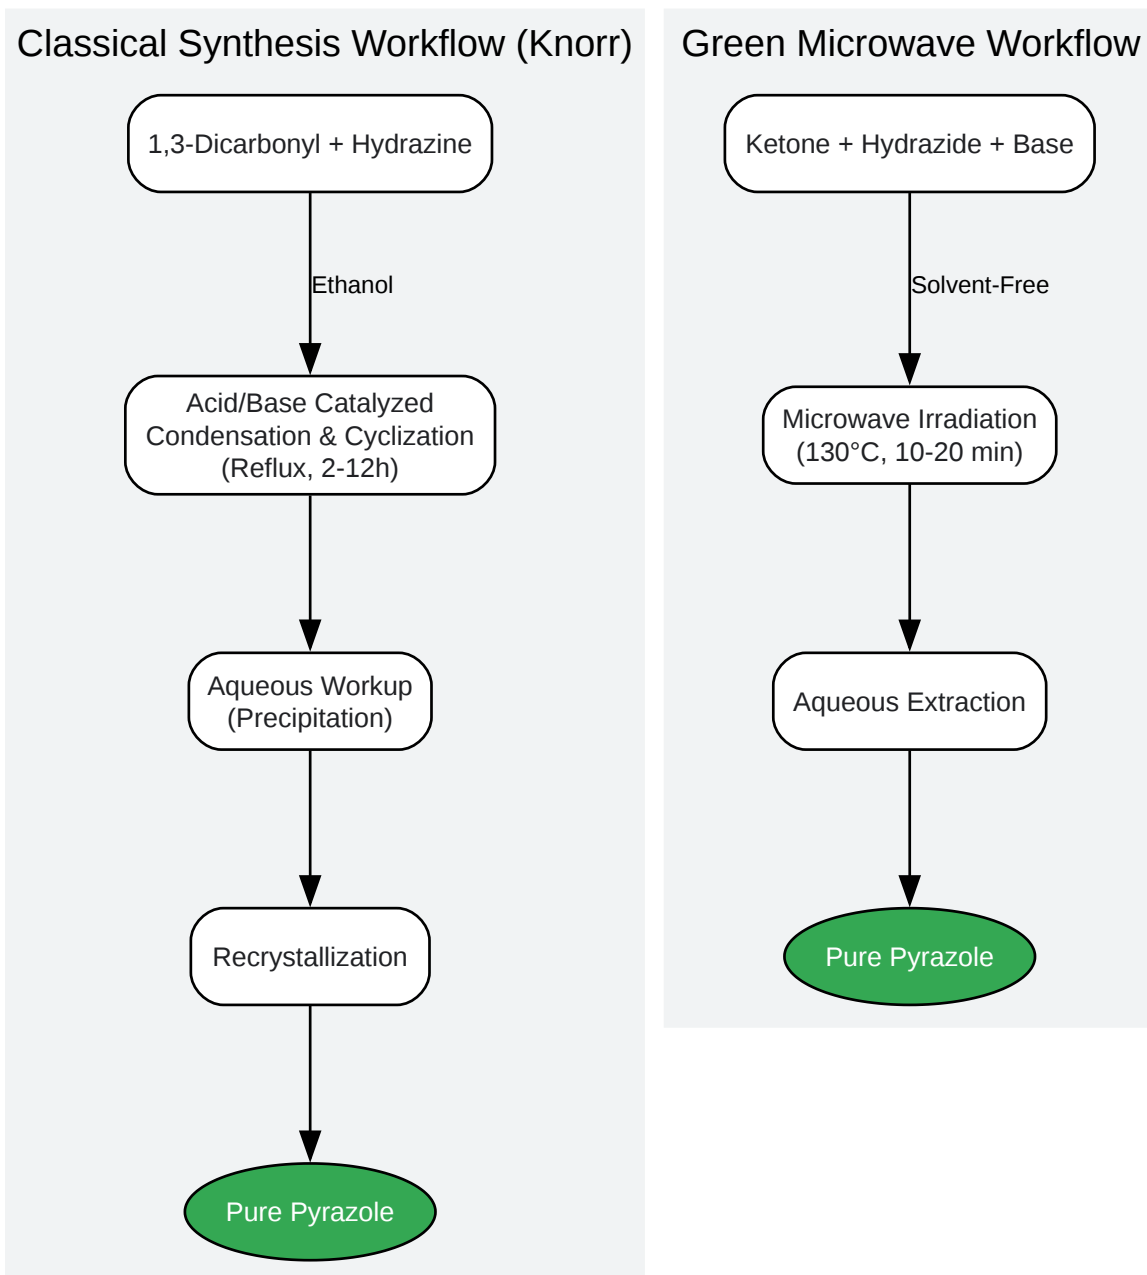 Classical Synthesis Workflow (Knorr)
1,3-Dicarbonyl + Hydrazine
Ethanol
Acid/Base Catalyzed
Condensation & Cyclization
(Reflux, 2-12h)
Aqueous Workup
(Precipitation)
Recrystallization
Pure Pyrazole
Green Microwave Workflow
Ketone + Hydrazide + Base
Solvent-Free
Microwave Irradiation
(130°C, 10-20 min)
Aqueous Extraction
Pure Pyrazole